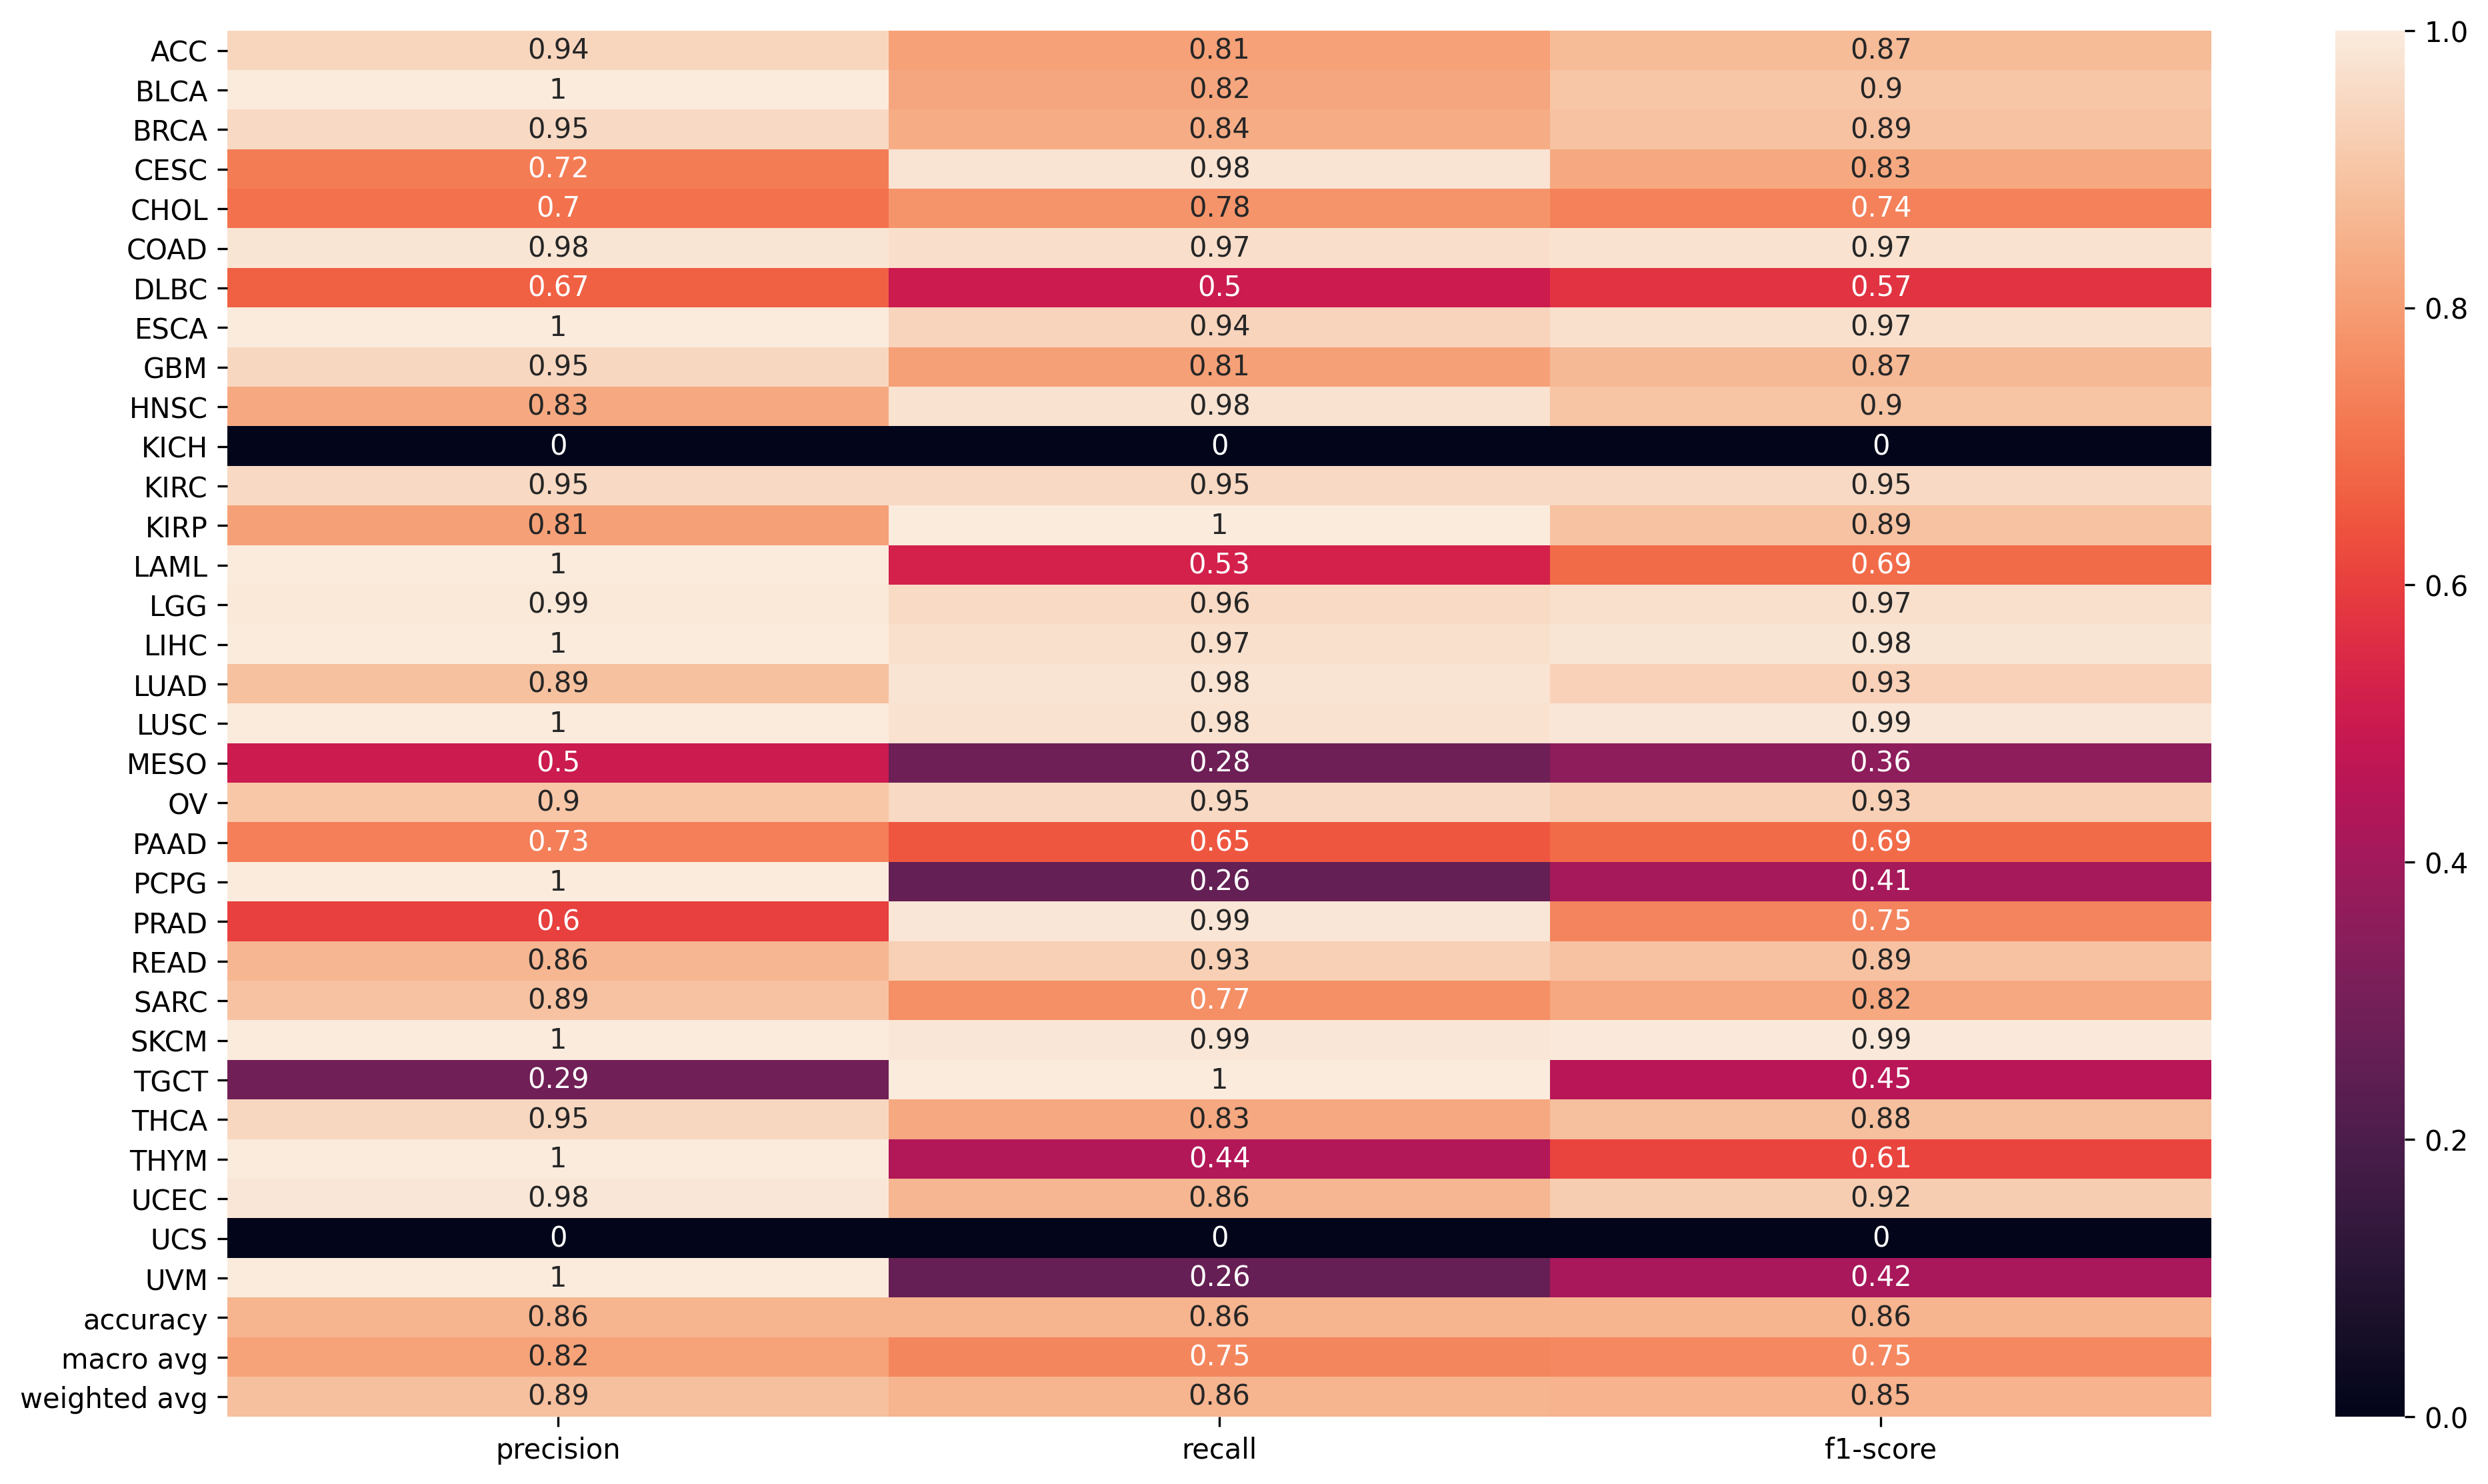 ACC 0.94 0.81 0.87 1.0
BLCA 1 0.82 0.9
BRCA 0.95 0.84 0.89
CESC 0.72 0.98 0.83
CHOL 0.7 0.78 0.74
COAD 0.98 0.97 0.97
DLBC 0.67 0.5 0.57
0.8
ESCA 1 0.94 0.97
GBM 0.95 0.81 0.87
HNSC 0.83 0.98 0.9
KICH 0 0 0
KIRC 0.95 0.95 0.95
KIRP 0.81 1 0.89
LAML 1 0.53 0.69
0.6
LGG 0.99 0.96 0.97
LIHC 1 0.97 0.98
LUAD 0.89 0.98 0.93
LUSC 1 0.98 0.99
MESO 0.5 0.28 0.36
OV 0.9 0.95 0.93
PAAD 0.73 0.65 0.69
0.4
PCPG 1 0.26 0.41
PRAD 0.6 0.99 0.75
READ 0.86 0.93 0.89
SARC 0.89 0.77 0.82
SKCM 1 0.99 0.99
TGCT 0.29 1 0.45
THCA 0.95 0.83 0.88
0.2
THYM 1 0.44 0.61
UCEC 0.98 0.86 0.92
UCS 0 0 0
UVM 1 0.26 0.42
accuracy 0.86 0.86 0.86
macro avg 0.82 0.75 0.75
weighted avg 0.89 0.86 0.85
0.0
precision recall f1-score